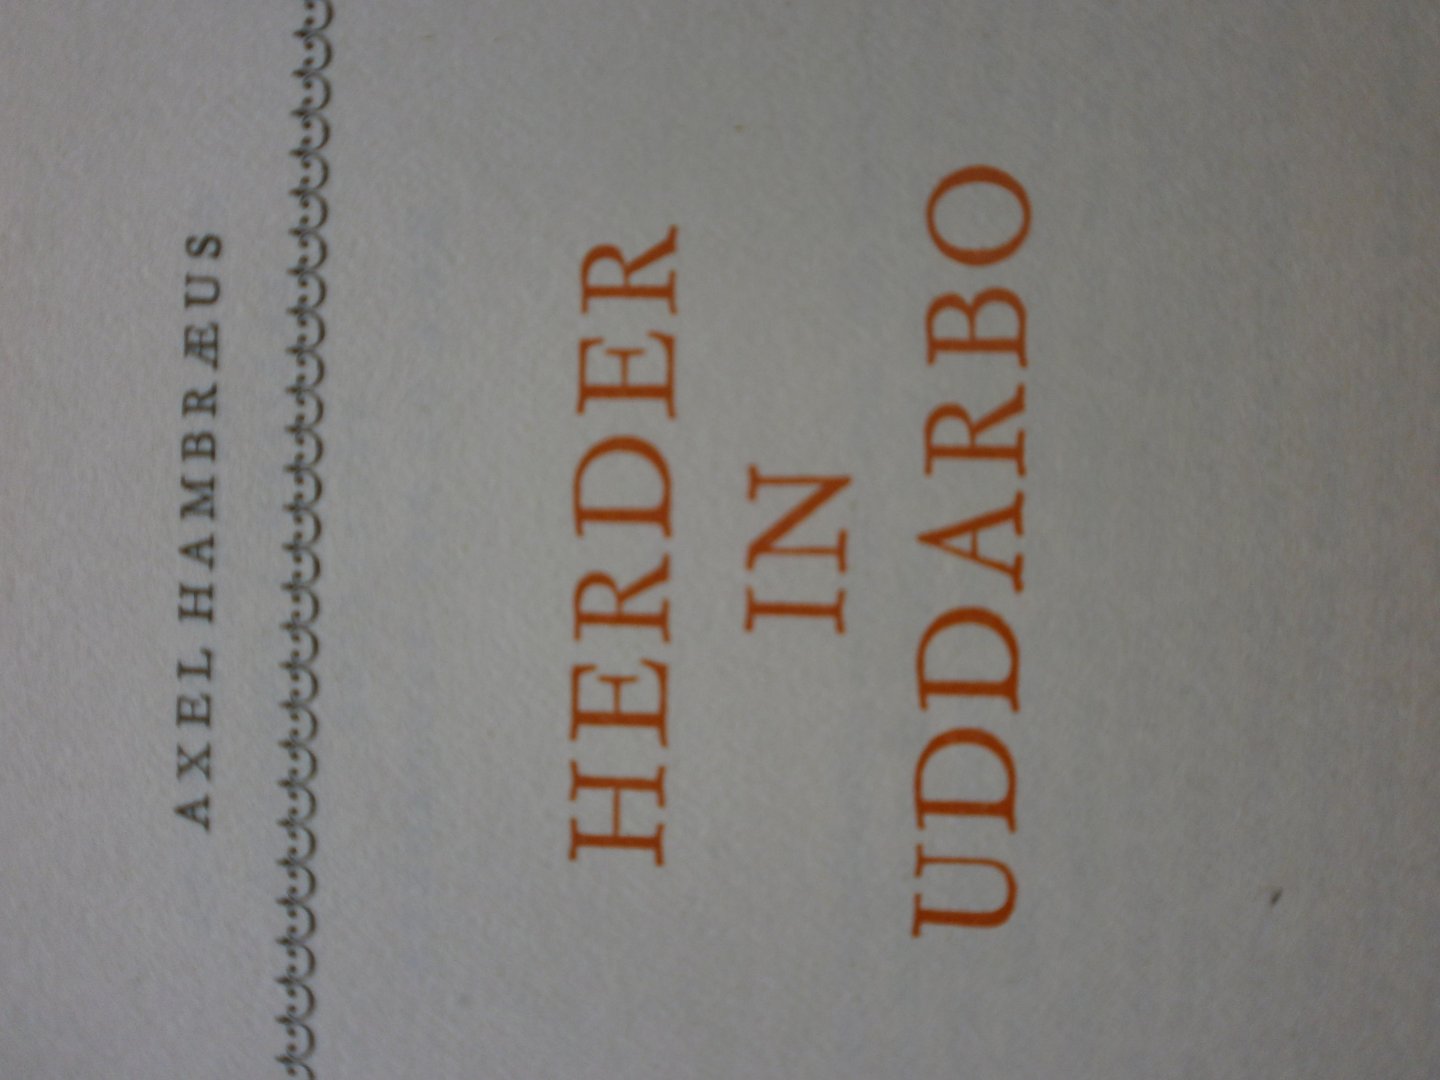 AXEL HAMBRÆUS
HERDER
IN
UDDARBO